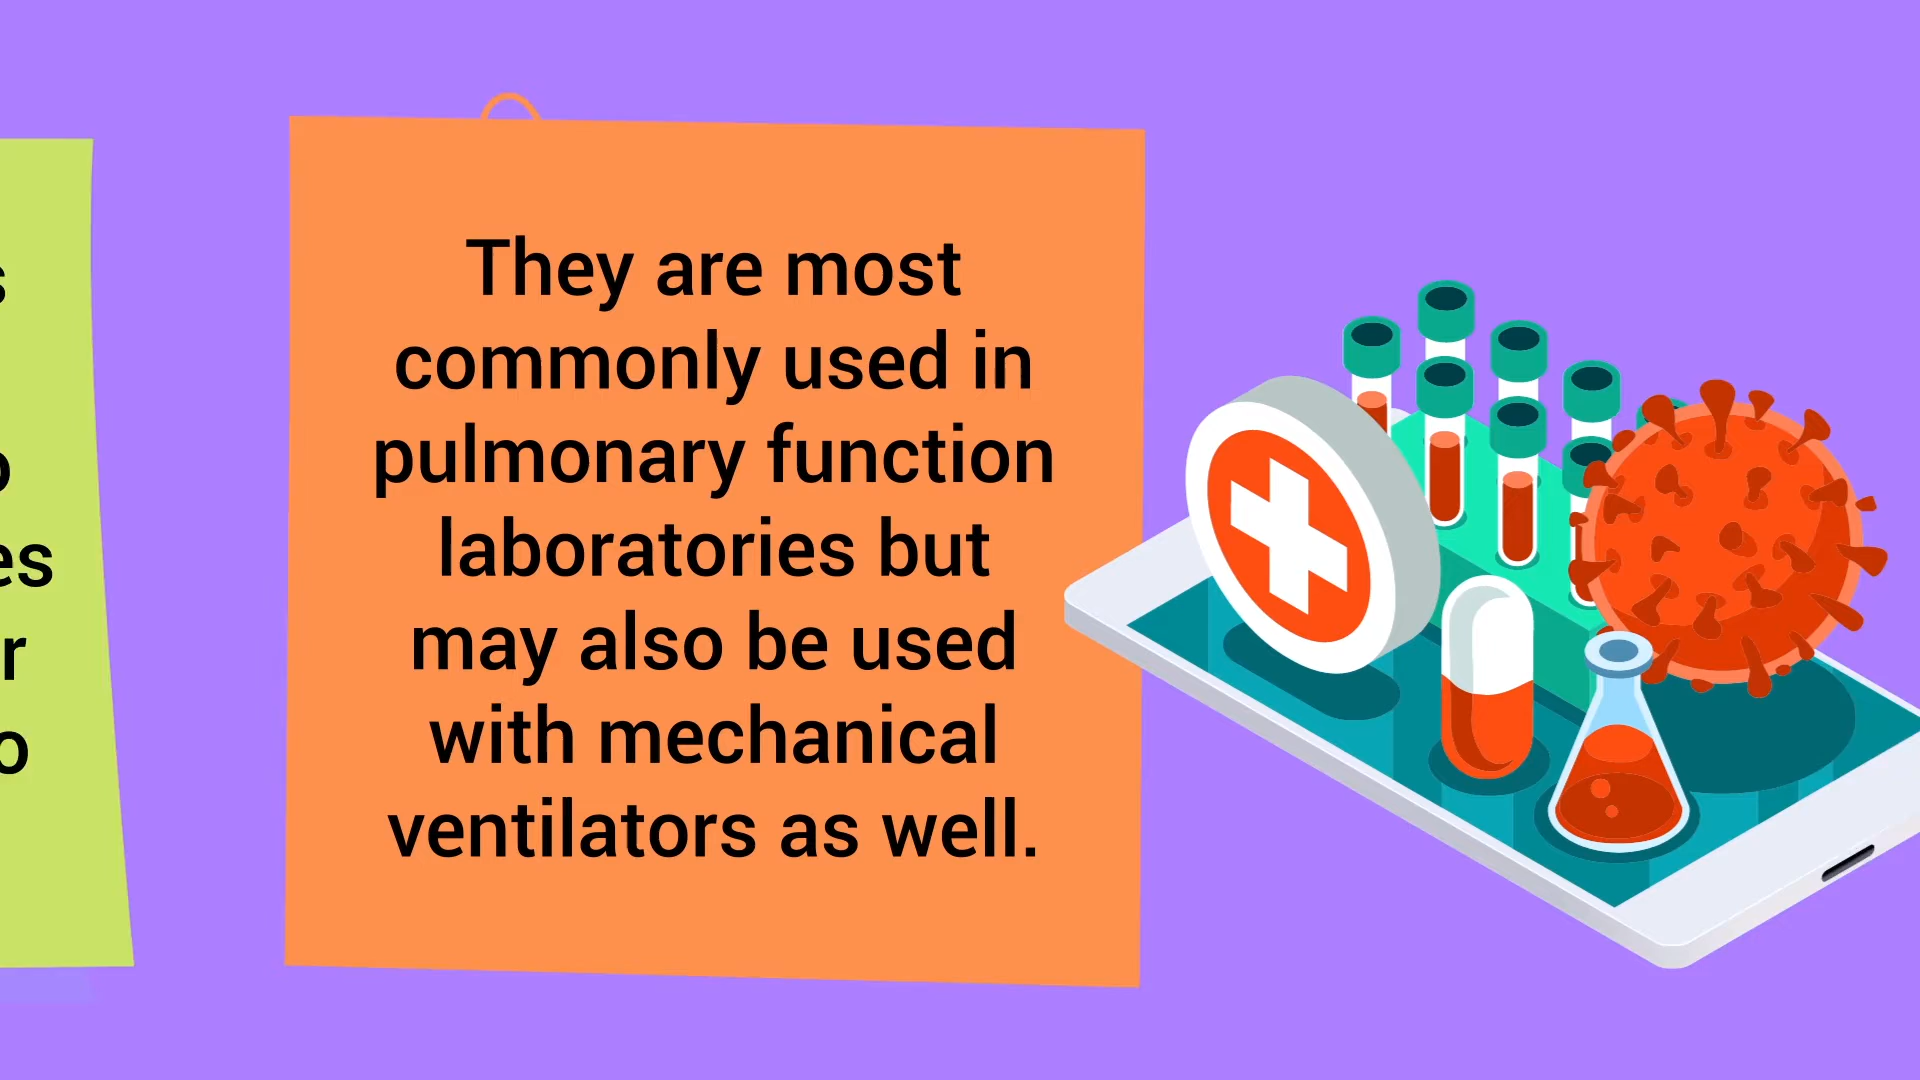 They are most
commonly used in
pulmonary function
laboratories but
may also be used
with mechanical
ventilators as well.